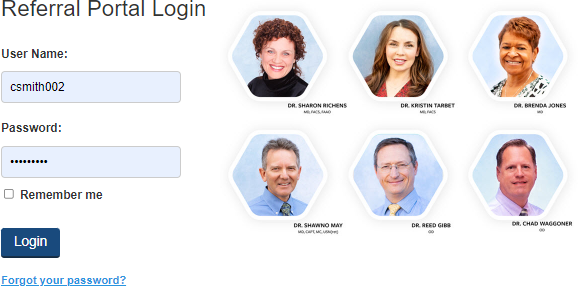 Referral Portal Login
User Name:
csmith002
Password:
•••••••••
Remember me
Login
Forgot your password?
DR. SHARON RICHENS
MD, FACS, FAAO
DR. KRISTIN TARBET
MD, FACS
DR. BRENDA JONES
MD
DR. SHAWNO MAY
MD, CAPT, MC, USN(ret)
DR. REED GIBB
OD
DR. CHAD WAGGONER
OD